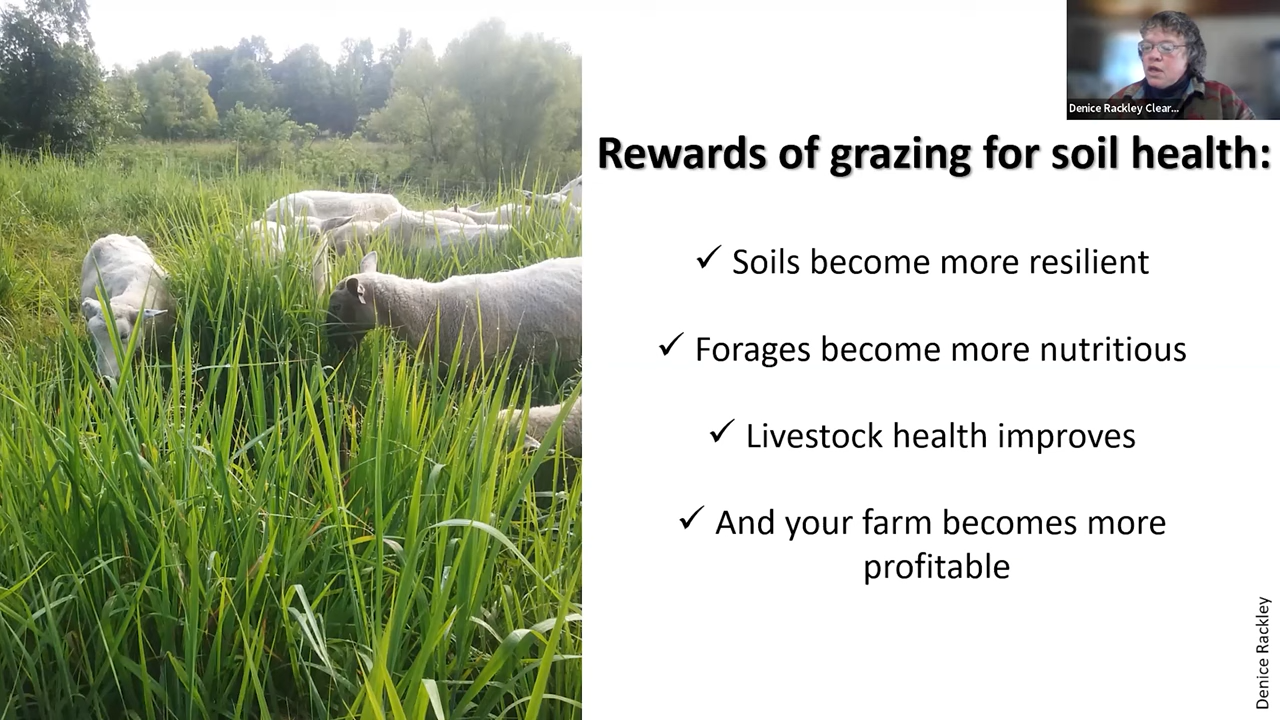 Denice Rackley Clear...
Rewards of grazing for soil health:
✓ Soils become more resilient
✓ Forages become more nutritious
✓ Livestock health improves
✓ And your farm becomes more
profitable
Denice Rackley